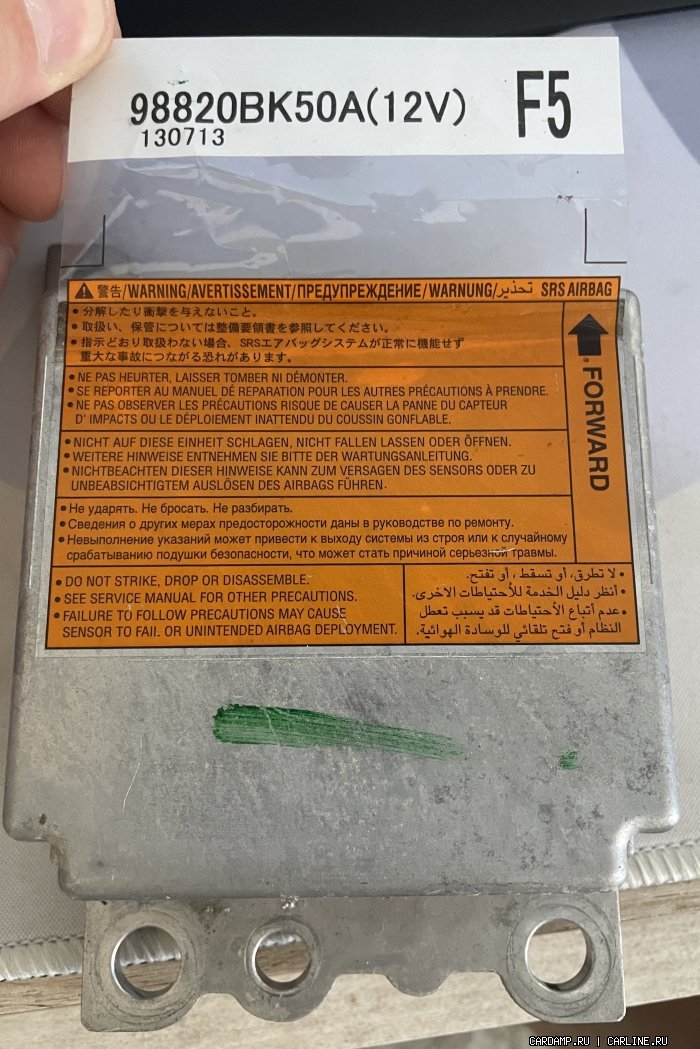 98820BK50A(12V) F5
130713
警告/WARNING/AVERTISSEMENT/ПРЕДУПРЕЖДЕНИЕ/WARNUNG/تحذير SRS AIRBAG
• 分解したり衝撃を与えないこと。
• 取扱い、保管については整備要領書を参照してください。
• 指示どおり取扱わない場合、SRSエアバッグシステムが正常に機能せず
重大な事故につながる恐れがあります。
• NE PAS HEURTER, LAISSER TOMBER NI DÉMONTER.
• SE REPORTER AU MANUEL DE RÉPARATION POUR LES AUTRES PRÉCAUTIONS À PRENDRE.
• NE PAS OBSERVER LES PRÉCAUTIONS RISQUE DE CAUSER LA PANNE DU CAPTEUR
D' IMPACTS OU LE DÉPLOIEMENT INATTENDU DU COUSSIN GONFLABLE.
• NICHT AUF DIESE EINHEIT SCHLAGEN, NICHT FALLEN LASSEN ODER ÖFFNEN.
• WEITERE HINWEISE ENTNEHMEN SIE BITTE DER WARTUNGSANLEITUNG.
• NICHTBEACHTEN DIESER HINWEISE KANN ZUM VERSAGEN DES SENSORS ODER ZU
UNBEABSICHTIGTEM AUSLÖSEN DES AIRBAGS FÜHREN.
• Не ударять. Не бросать. Не разбирать.
• Сведения о других мерах предосторожности даны в руководстве по ремонту.
• Невыполнение указаний может привести к выходу системы из строя или к случайному
срабатыванию подушки безопасности, что может стать причиной серьезной травмы.
FORWARD
• DO NOT STRIKE, DROP OR DISASSEMBLE.
• SEE SERVICE MANUAL FOR OTHER PRECAUTIONS.
• FAILURE TO FOLLOW PRECAUTIONS MAY CAUSE
SENSOR TO FAIL OR UNINTENDED AIRBAG DEPLOYMENT.
• لا تطرق، أو تسقط ، أو تفتح.
• أنظر دليل الخدمة للأحتياطات الاخرى.
• عدم أتباع الأحتياطات قد يسبب تعطل
النظام أو فتح تلقائي للوسادة الهوائية.
CARDAMP.RU | CARLINE.RU